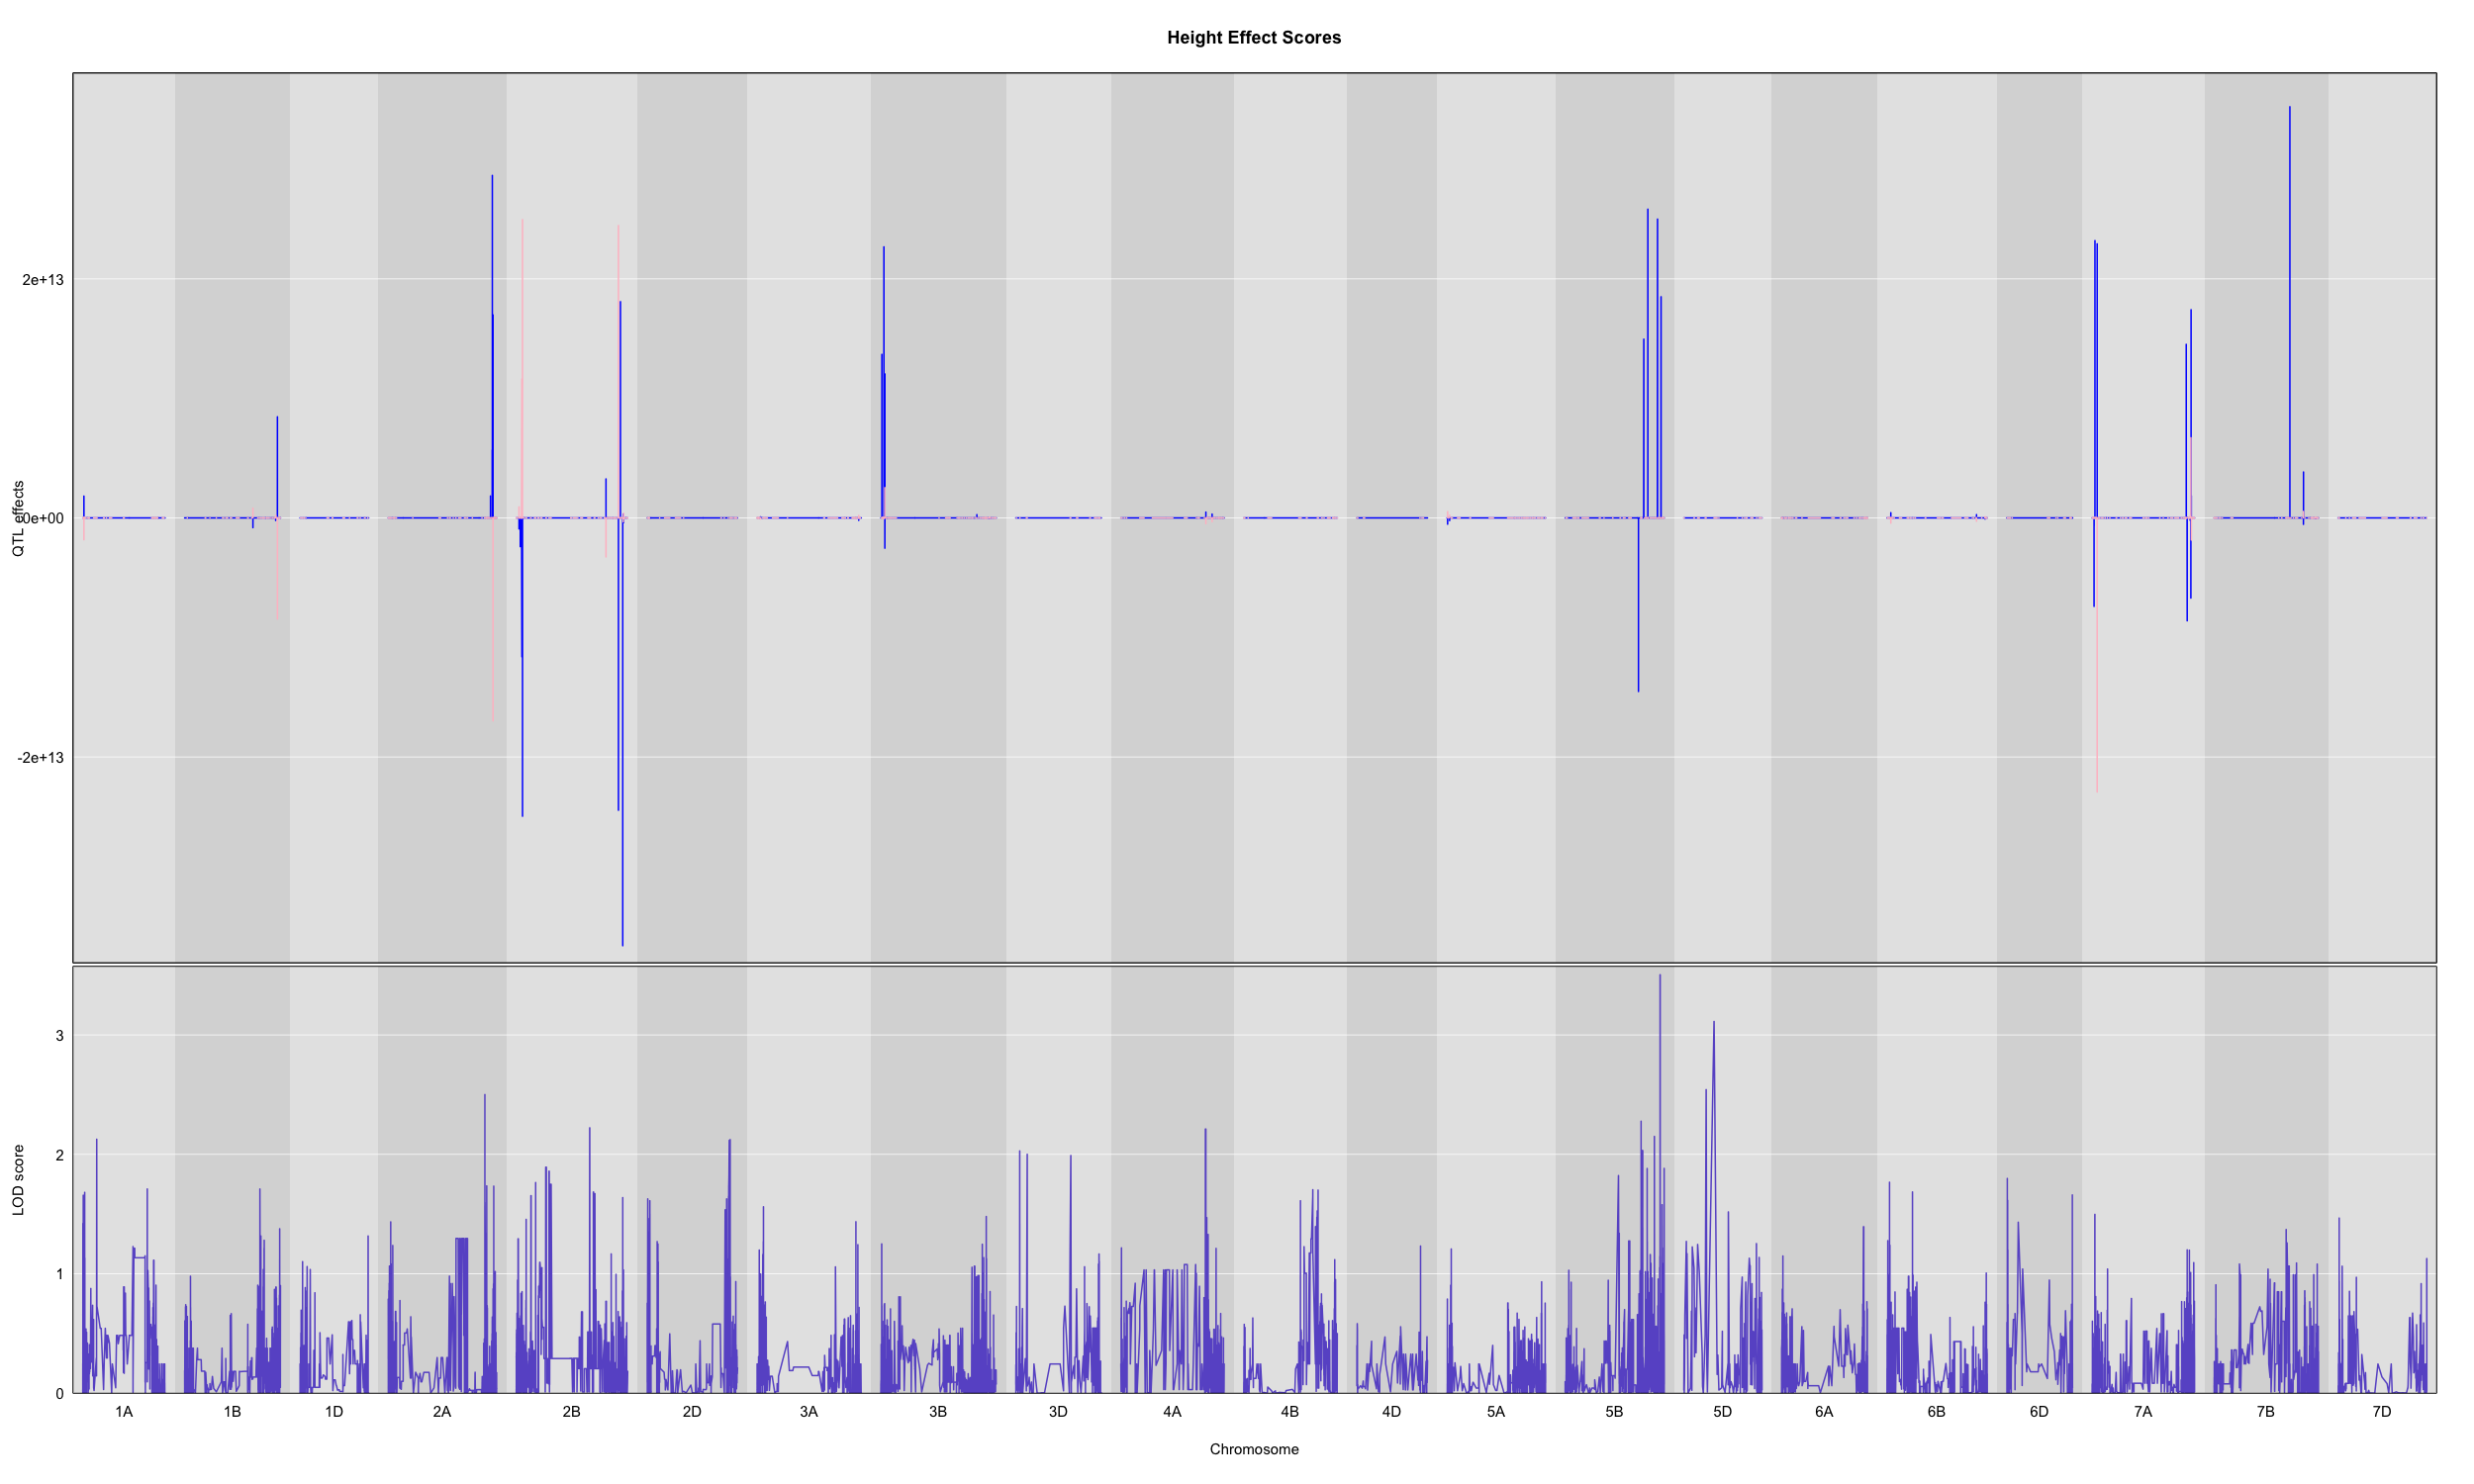 Height Effect Scores
2e+13
0e+00
-2e+13
QTL effects
3
2
1
0
LOD score
1A 1B 1D 2A 2B 2D 3A 3B 3D 4A 4B 4D 5A 5B 5D 6A 6B 6D 7A 7B 7D
Chromosome